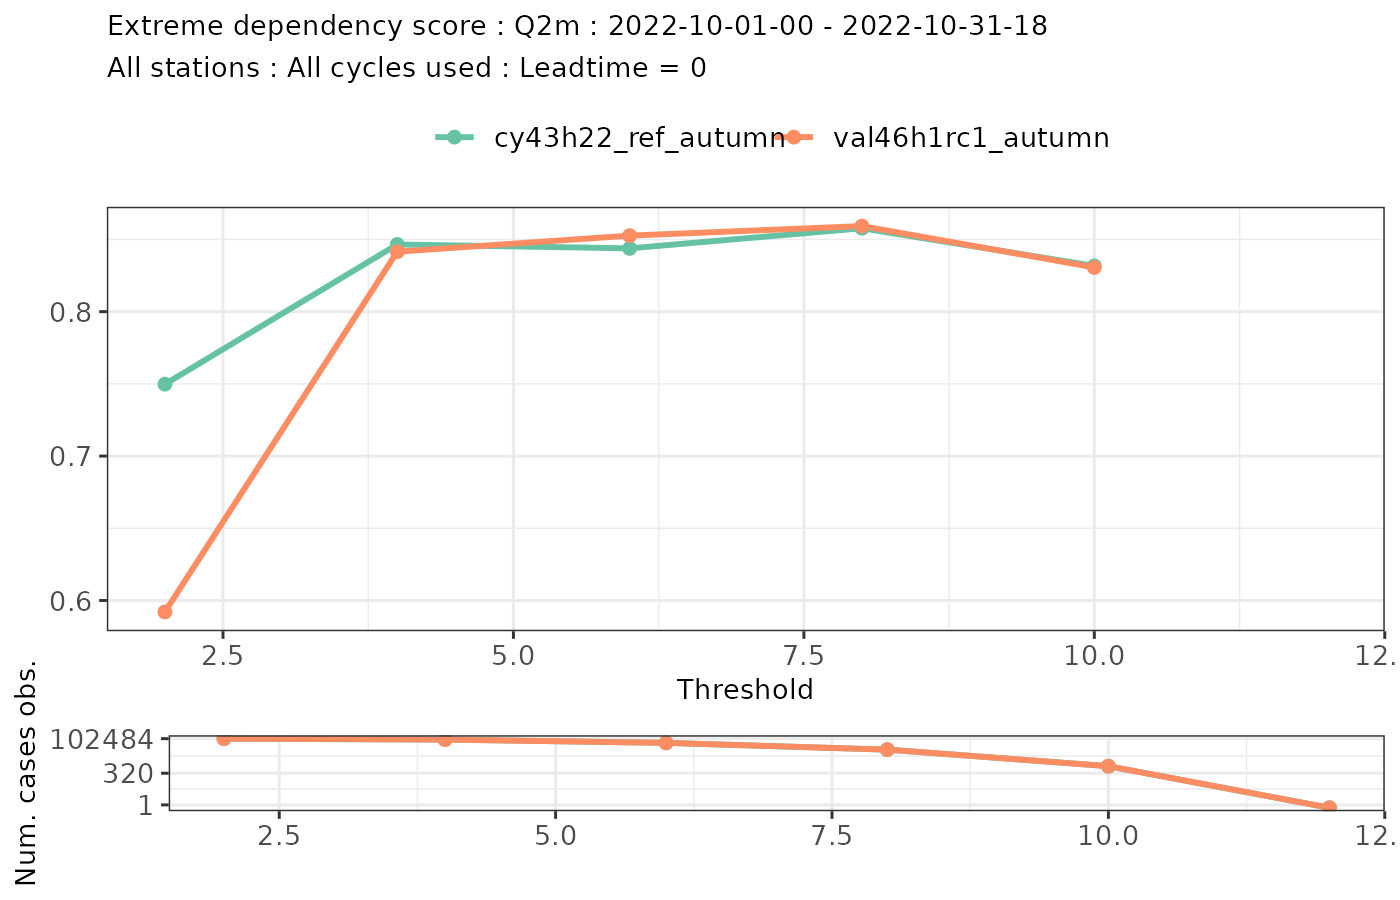 Extreme dependency score : Q2m : 2022-10-01-00 - 2022-10-31-18
All stations : All cycles used : Leadtime = 0
cy43h22_ref_autumn val46h1rc1_autumn
0.8
0.7
0.6
2.5 5.0 7.5 10.0 12.
Threshold
Num. cases obs.
102484
320
1
2.5 5.0 7.5 10.0 12.